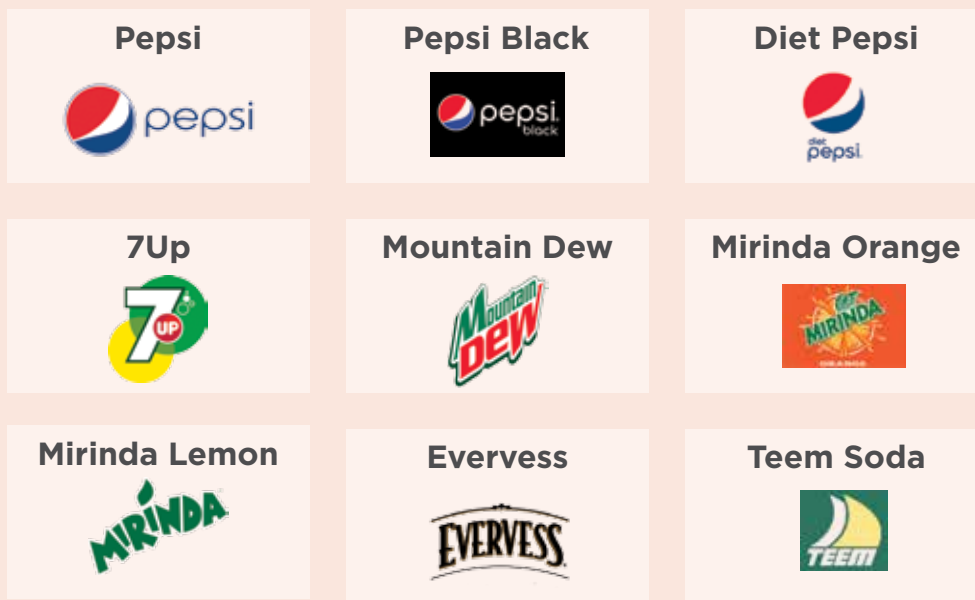 Pepsi
pepsi
Pepsi Black
pepsi.
black
Diet Pepsi
diet
pepsi.
7Up
7
UP
Mountain Dew
Mountain
Dew
Mirinda Orange
MIRINDA
ORANGE
Mirinda Lemon
MIRINDA
Evervess
EVERVESS
Teem Soda
TEEM